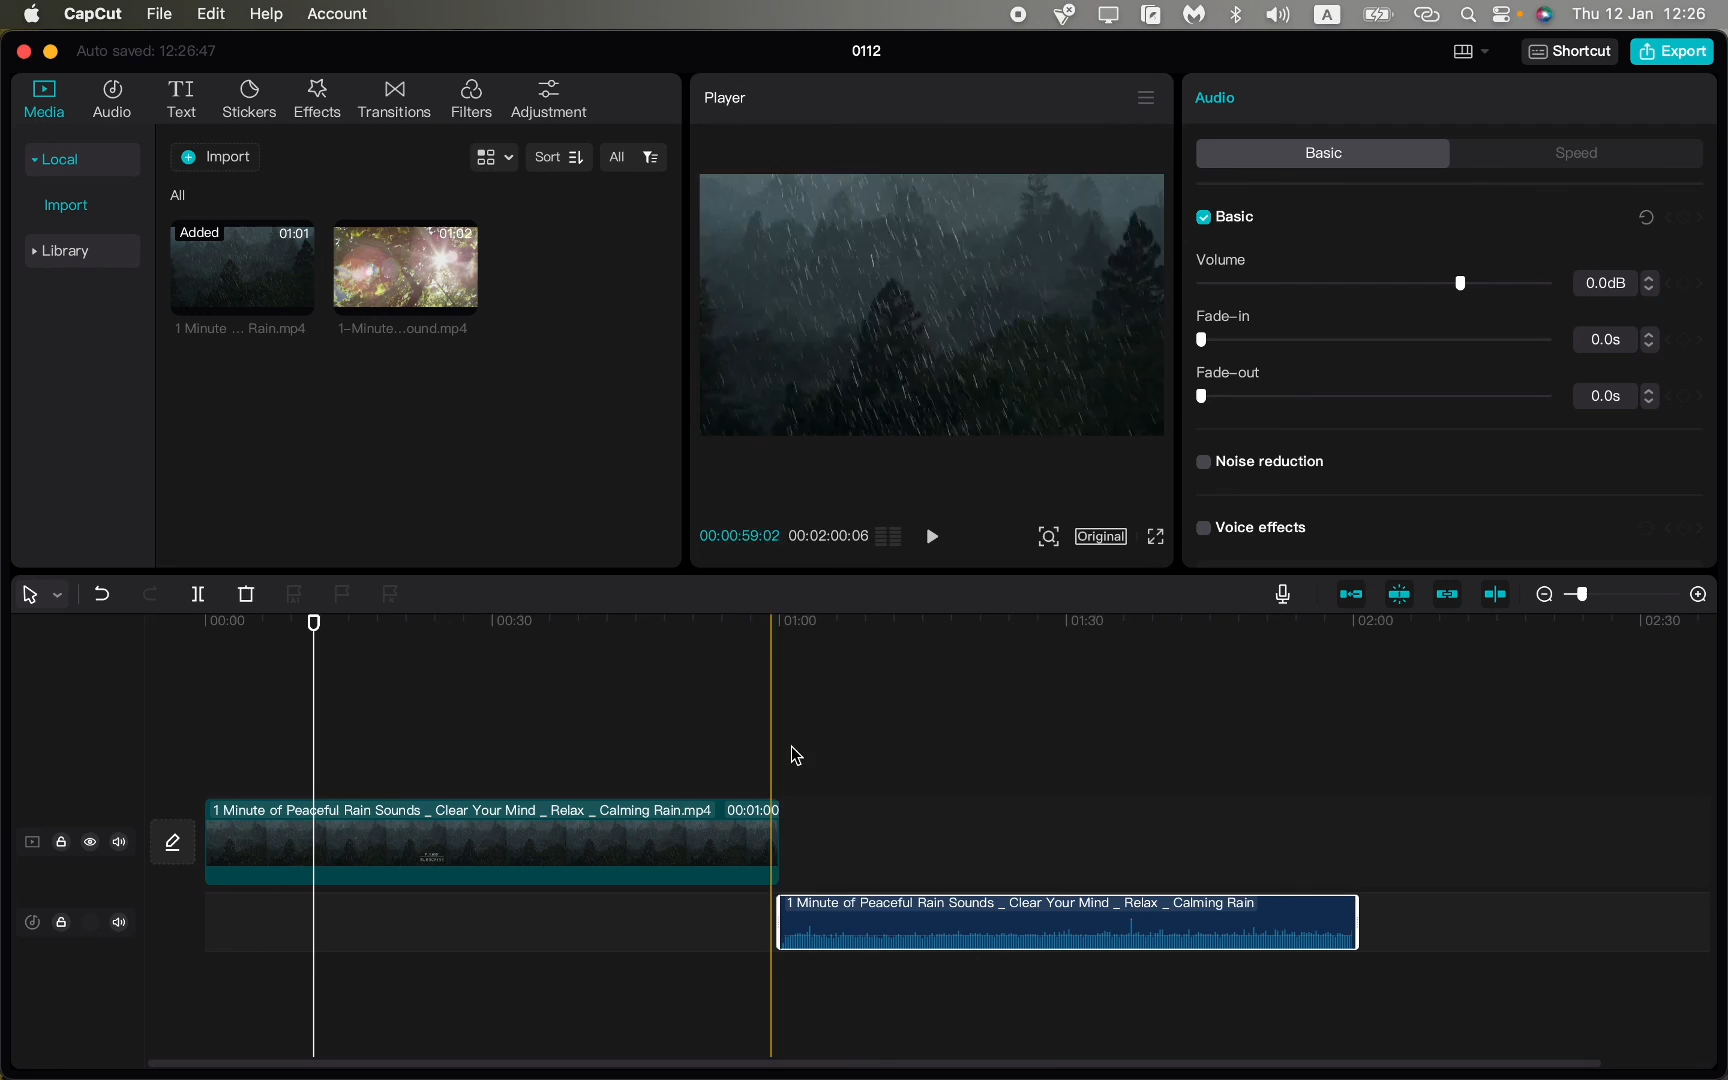 CapCut File Edit Help Account
A Thu 12 Jan 12:26
Auto saved: 12:26:47
0112
Shortcut
Export
Media Audio Text Stickers Effects Transitions Filters Adjustment
Local
Import
Library
Import
Sort
All
All
Added 01:01
01:02
1 Minute ... Rain.mp4
1-Minute...ound.mp4
Player
00:00:59:02 00:02:00:06
Original
Audio
Basic Speed
Basic
Volume
0.0dB
Fade-in
0.0s
Fade-out
0.0s
Noise reduction
Voice effects
00:00 00:30 01:00 01:30 02:00 02:30
1 Minute of Peaceful Rain Sounds _ Clear Your Mind _ Relax _ Calming Rain.mp4 00:01:00
1 Minute of Peaceful Rain Sounds _ Clear Your Mind _ Relax _ Calming Rain